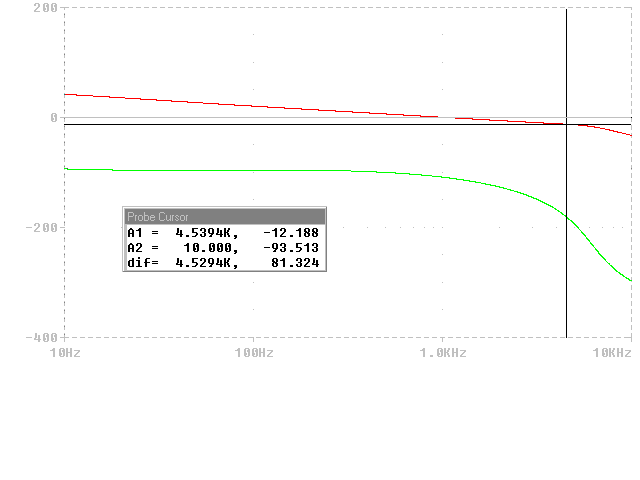 200
0
-200
-400
10Hz 100Hz 1.0KHz 10KHz
Probe Cursor
A1 = 4.5394K, -12.188
A2 = 10.000, -93.513
dif= 4.5294K, 81.324